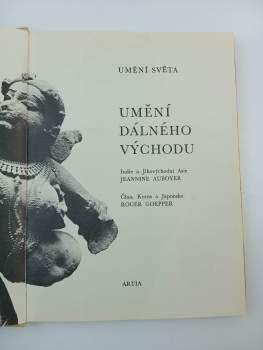 UMĚNÍ SVĚTA
UMĚNÍ
DÁLNÉHO
VÝCHODU
Indie a Jihovýchodní Asie
JEANNINE AUBOYER
Čína, Korea a Japonsko
ROGER GOEPPER
ARTIA